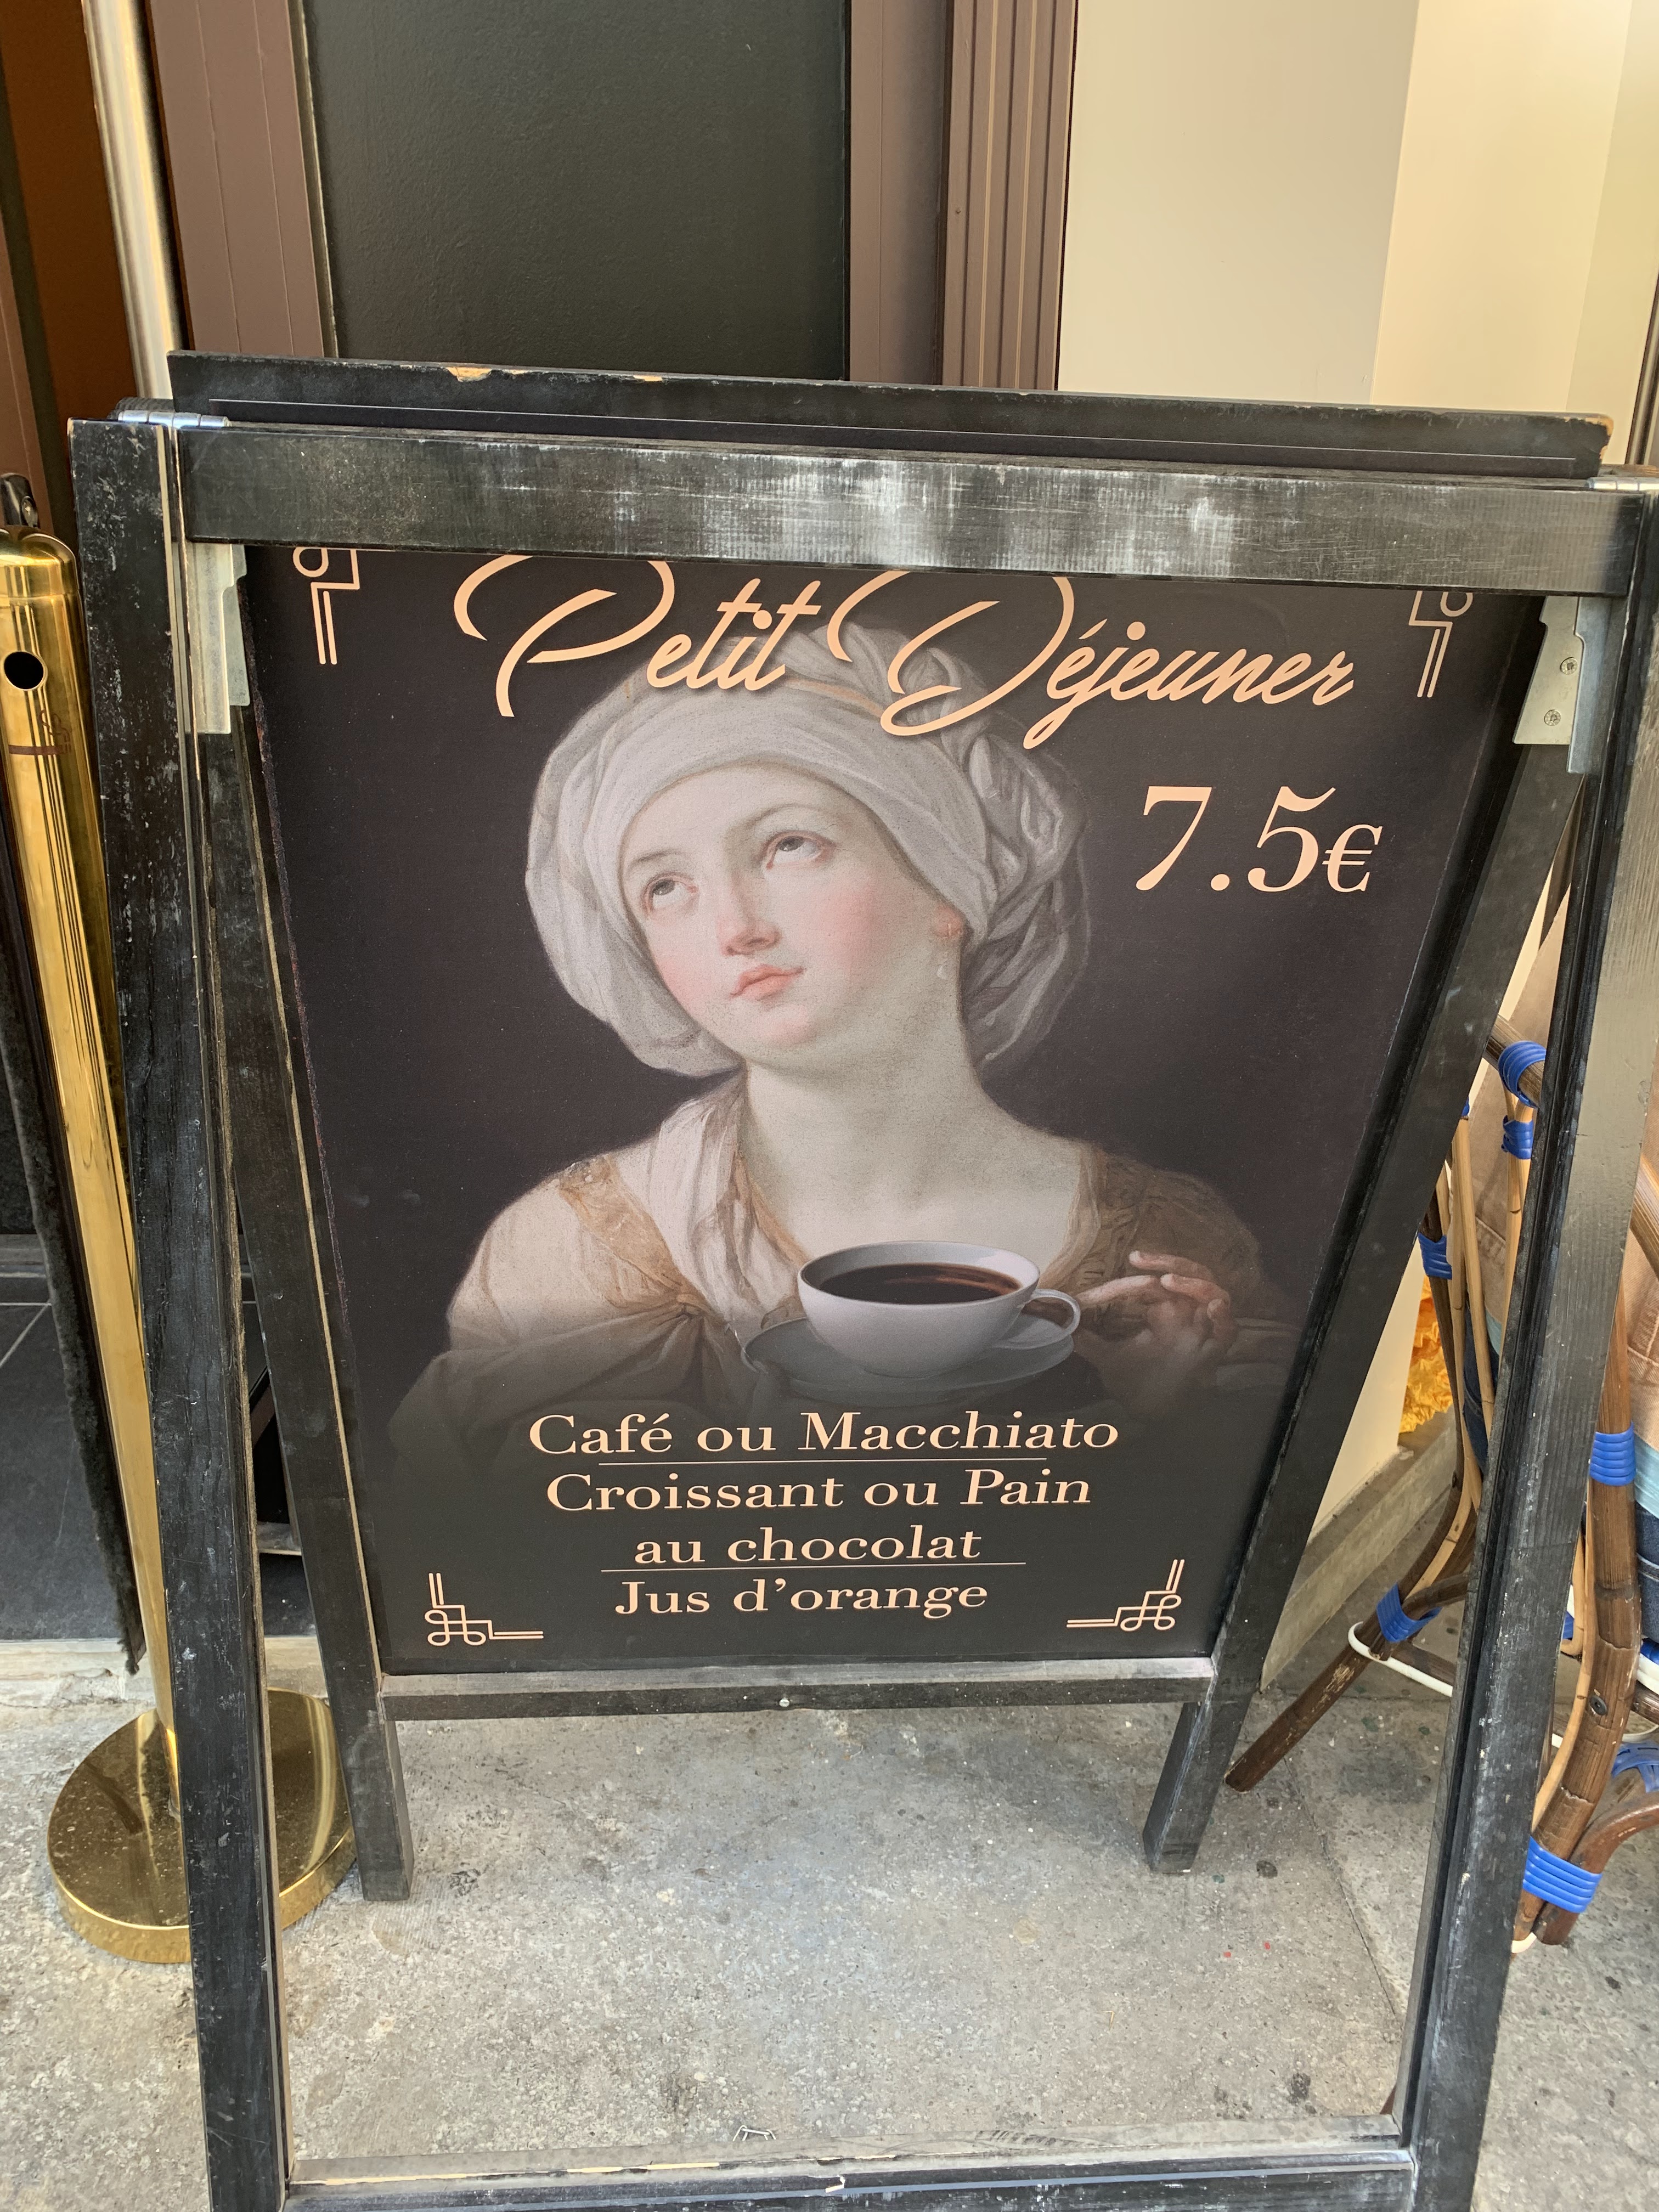 Petit Déjeuner
7.5€
Café ou Macchiato
Croissant ou Pain
au chocolat
Jus d'orange